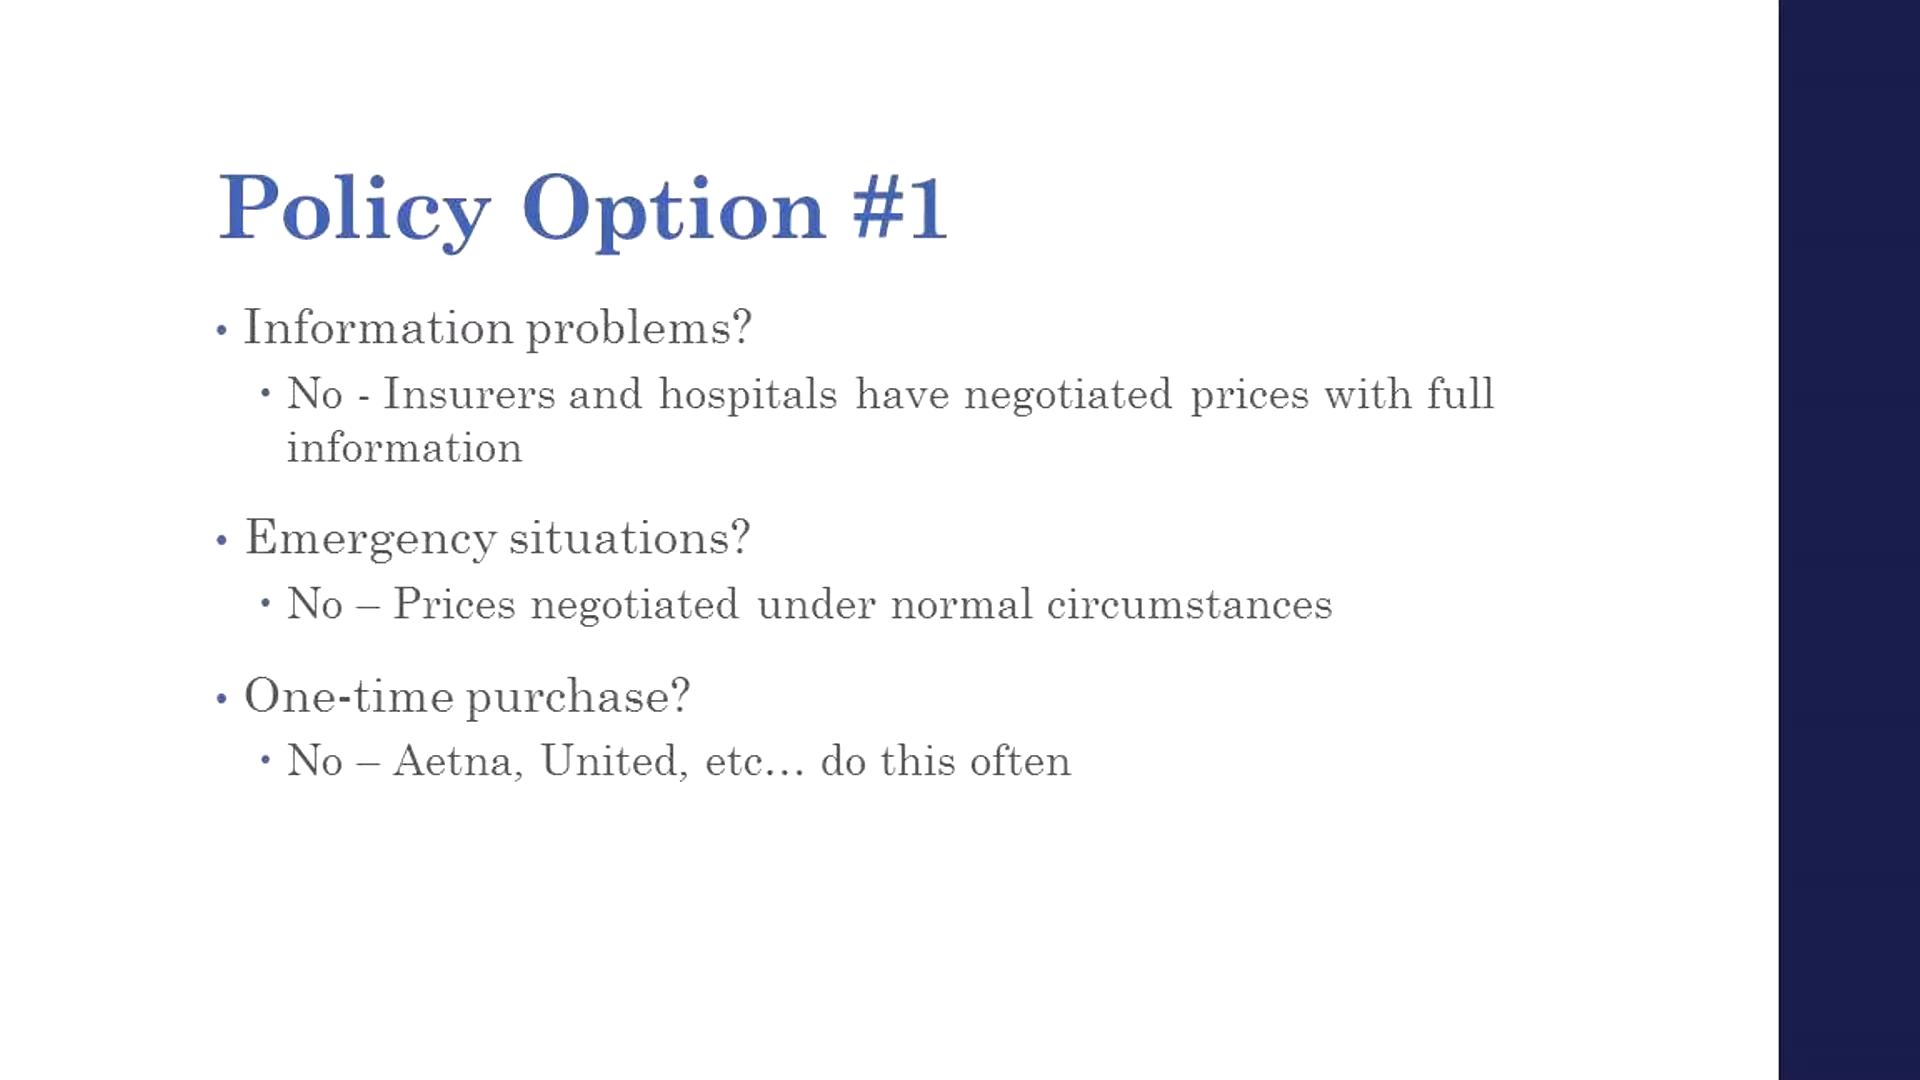 Policy Option #1
• Information problems?
• No - Insurers and hospitals have negotiated prices with full
information
• Emergency situations?
• No – Prices negotiated under normal circumstances
• One-time purchase?
• No – Aetna, United, etc… do this often